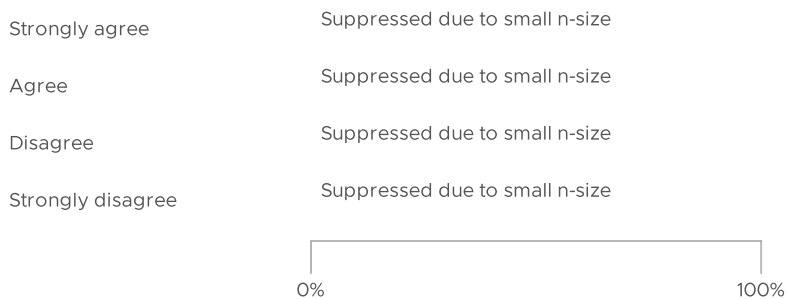 Strongly agree
Suppressed due to small n-size
Agree
Suppressed due to small n-size
Disagree
Suppressed due to small n-size
Strongly disagree
Suppressed due to small n-size
0%
100%